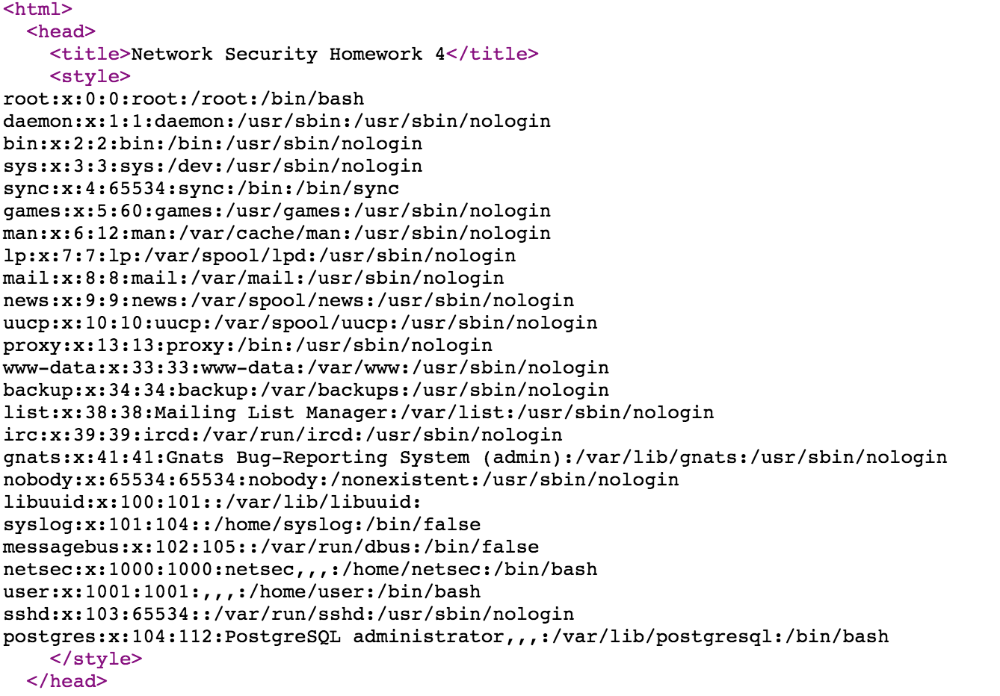 <html>
<head>
<title>Network Security Homework 4</title>
<style>
root:x:0:0:root:/root:/bin/bash
daemon:x:1:1:daemon:/usr/sbin:/usr/sbin/nologin
bin:x:2:2:bin:/bin:/usr/sbin/nologin
sys:x:3:3:sys:/dev:/usr/sbin/nologin
sync:x:4:65534:sync:/bin:/bin/sync
games:x:5:60:games:/usr/games:/usr/sbin/nologin
man:x:6:12:man:/var/cache/man:/usr/sbin/nologin
lp:x:7:7:lp:/var/spool/lpd:/usr/sbin/nologin
mail:x:8:8:mail:/var/mail:/usr/sbin/nologin
news:x:9:9:news:/var/spool/news:/usr/sbin/nologin
uucp:x:10:10:uucp:/var/spool/uucp:/usr/sbin/nologin
proxy:x:13:13:proxy:/bin:/usr/sbin/nologin
www-data:x:33:33:www-data:/var/www:/usr/sbin/nologin
backup:x:34:34:backup:/var/backups:/usr/sbin/nologin
list:x:38:38:Mailing List Manager:/var/list:/usr/sbin/nologin
irc:x:39:39:ircd:/var/run/ircd:/usr/sbin/nologin
gnats:x:41:41:Gnats Bug-Reporting System (admin):/var/lib/gnats:/usr/sbin/nologin
nobody:x:65534:65534:nobody:/nonexistent:/usr/sbin/nologin
libuuid:x:100:101::/var/lib/libuuid:
syslog:x:101:104::/home/syslog:/bin/false
messagebus:x:102:105::/var/run/dbus:/bin/false
netsec:x:1000:1000:netsec,,,:/home/netsec:/bin/bash
user:x:1001:1001:,,,:/home/user:/bin/bash
sshd:x:103:65534::/var/run/sshd:/usr/sbin/nologin
postgres:x:104:112:PostgreSQL administrator,,,:/var/lib/postgresql:/bin/bash
</style>
</head>